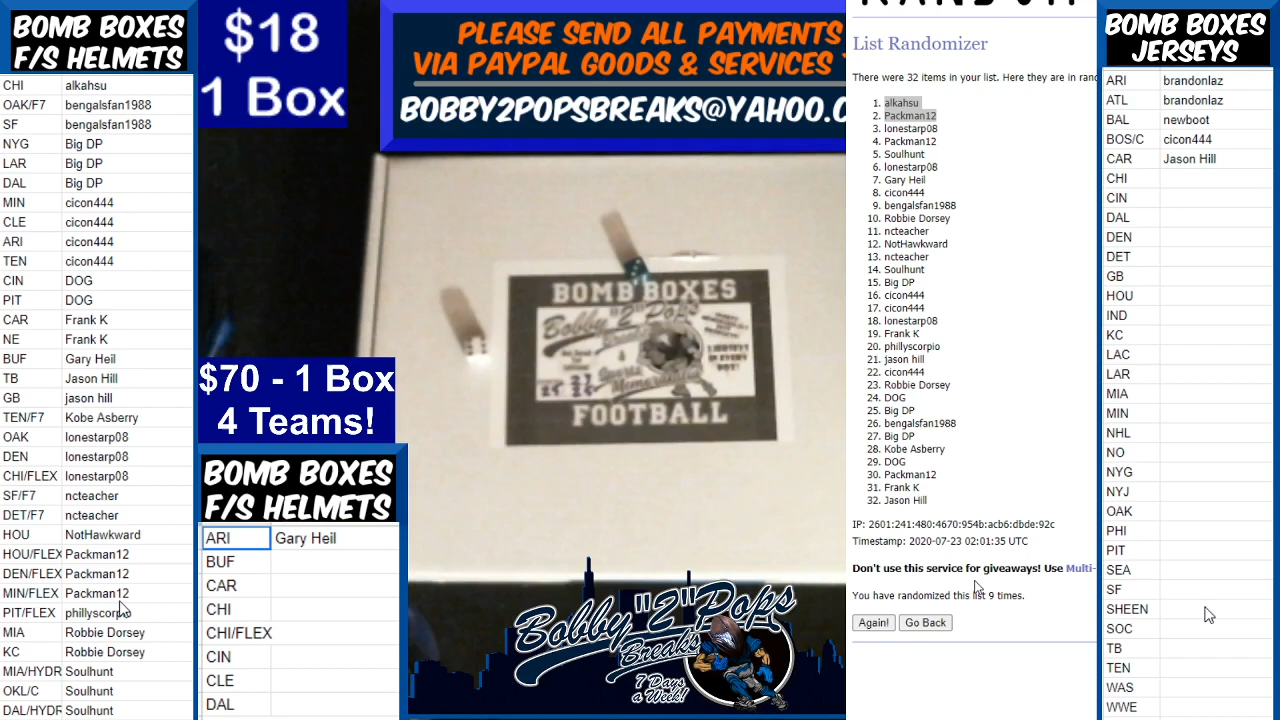 BOMB BOXES
F/S HELMETS
CHI alkahsu
OAK/F7 bengalsfan1988
SF bengalsfan1988
NYG Big DP
LAR Big DP
DAL Big DP
MIN cicon444
CLE cicon444
ARI cicon444
TEN cicon444
CIN DOG
PIT DOG
CAR Frank K
NE Frank K
BUF Gary Heil
TB Jason Hill
GB jason hill
TEN/F7 Kobe Asberry
OAK lonestarp08
DEN lonestarp08
CHI/FLEX lonestarp08
SF/F7 ncteacher
DET/F7 ncteacher
HOU NotHawkward
HOU/FLEX Packman12
DEN/FLEX Packman12
MIN/FLEX Packman12
PIT/FLEX phillyscorpio
MIA Robbie Dorsey
KC Robbie Dorsey
MIA/HYDR Soulhunt
OKL/C Soulhunt
DAL/HYDR Soulhunt
$18
1 Box
$70 - 1 Box
4 Teams!
BOMB BOXES
F/S HELMETS
ARI Gary Heil
BUF
CAR
CHI
CHI/FLEX
CIN
CLE
DAL
PLEASE SEND ALL PAYMENTS
VIA PAYPAL GOODS & SERVICES
BOBBY2POPSBREAKS@YAHOO.C
BOMB BOXES
Bobby "2" Pops
FOOTBALL
Bobby "2" Pops
Breaks
7 Days
a Week!
List Randomizer
There were 32 items in your list. Here they are in ran
1. alkahsu
2. Packman12
3. lonestarp08
4. Packman12
5. Soulhunt
6. lonestarp08
7. Gary Heil
8. cicon444
9. bengalsfan1988
10. Robbie Dorsey
11. ncteacher
12. NotHawkward
13. ncteacher
14. Soulhunt
15. Big DP
16. cicon444
17. cicon444
18. lonestarp08
19. Frank K
20. phillyscorpio
21. jason hill
22. cicon444
23. Robbie Dorsey
24. DOG
25. Big DP
26. bengalsfan1988
27. Big DP
28. Kobe Asberry
29. DOG
30. Packman12
31. Frank K
32. Jason Hill
IP: 2601:241:480:4670:954b:acb6:dbde:92c
Timestamp: 2020-07-23 02:01:35 UTC
Don't use this service for giveaways! Use Multi-
You have randomized this list 9 times.
Again! Go Back
BOMB BOXES
JERSEYS
ARI brandonlaz
ATL brandonlaz
BAL newboot
BOS/C cicon444
CAR Jason Hill
CHI
CIN
DAL
DEN
DET
GB
HOU
IND
KC
LAC
LAR
MIA
MIN
NHL
NO
NYG
NYJ
OAK
PHI
PIT
SEA
SF
SHEEN
SOC
TB
TEN
WAS
WWE